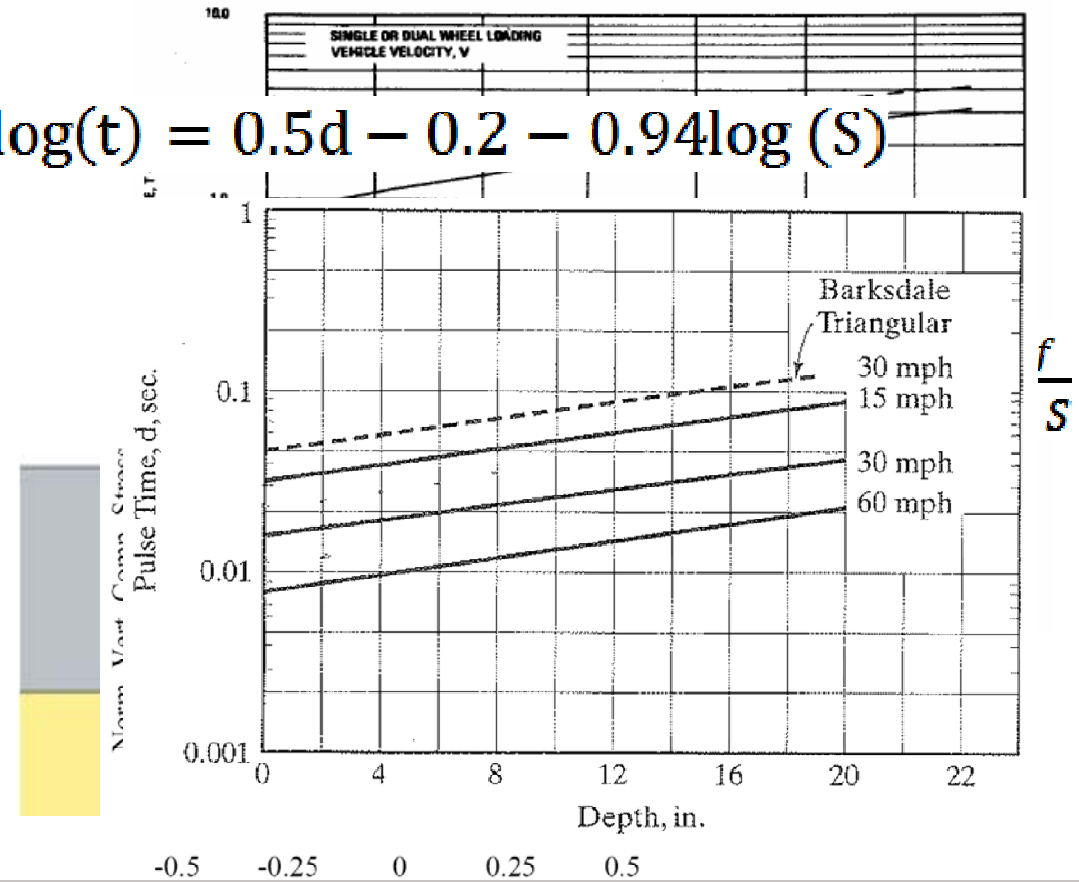 10.0
SINGLE OR DUAL WHEEL LOADING
VEHICLE VELOCITY, V
log(t) = 0.5d − 0.2 − 0.94log (S)
1
Barksdale
Triangular
30 mph
15 mph
30 mph
60 mph
f
S
0.1
0.01
0.001
Pulse Time, d, sec.
0
4
8
12
16
20
22
Depth, in.
-0.5 -0.25 0 0.25 0.5